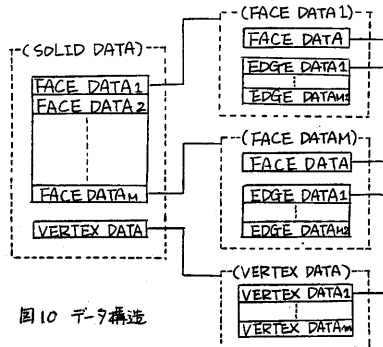 (SOLID DATA)
FACE DATA1
FACE DATA2
FACE DATAM
VERTEX DATA
(FACE DATA1)
FACE DATA
EDGE DATA1
EDGE DATAM1
(FACE DATAM)
FACE DATA
EDGE DATA1
EDGE DATAM2
(VERTEX DATA)
VERTEX DATA1
VERTEX DATAm
図10 データ構造